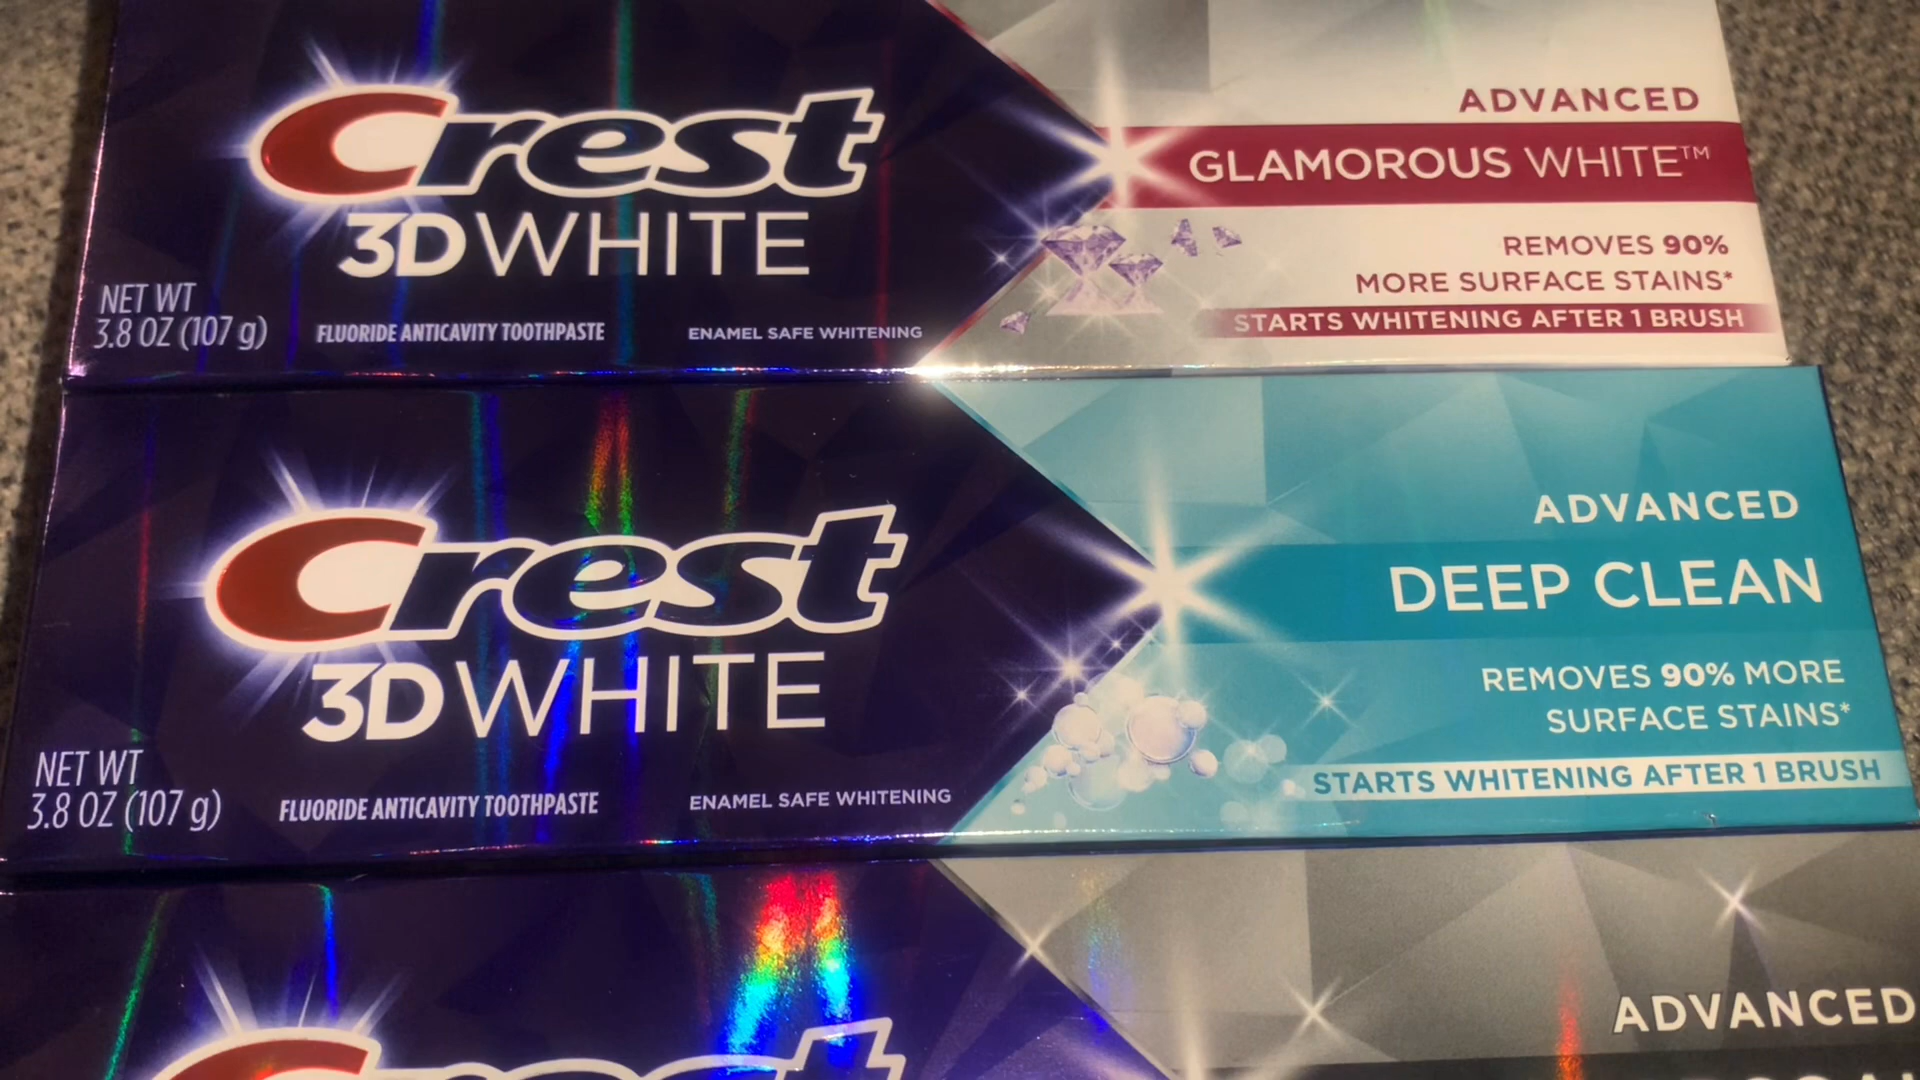 Crest
3D WHITE
NET WT
3.8 OZ (107 g)
FLUORIDE ANTICAVITY TOOTHPASTE
ENAMEL SAFE WHITENING
ADVANCED
GLAMOROUS WHITE™
REMOVES 90%
MORE SURFACE STAINS*
STARTS WHITENING AFTER 1 BRUSH
Crest
3D WHITE
NET WT
3.8 OZ (107 g)
FLUORIDE ANTICAVITY TOOTHPASTE
ENAMEL SAFE WHITENING
ADVANCED
DEEP CLEAN
REMOVES 90% MORE
SURFACE STAINS*
STARTS WHITENING AFTER 1 BRUSH
Crest
ADVANCED